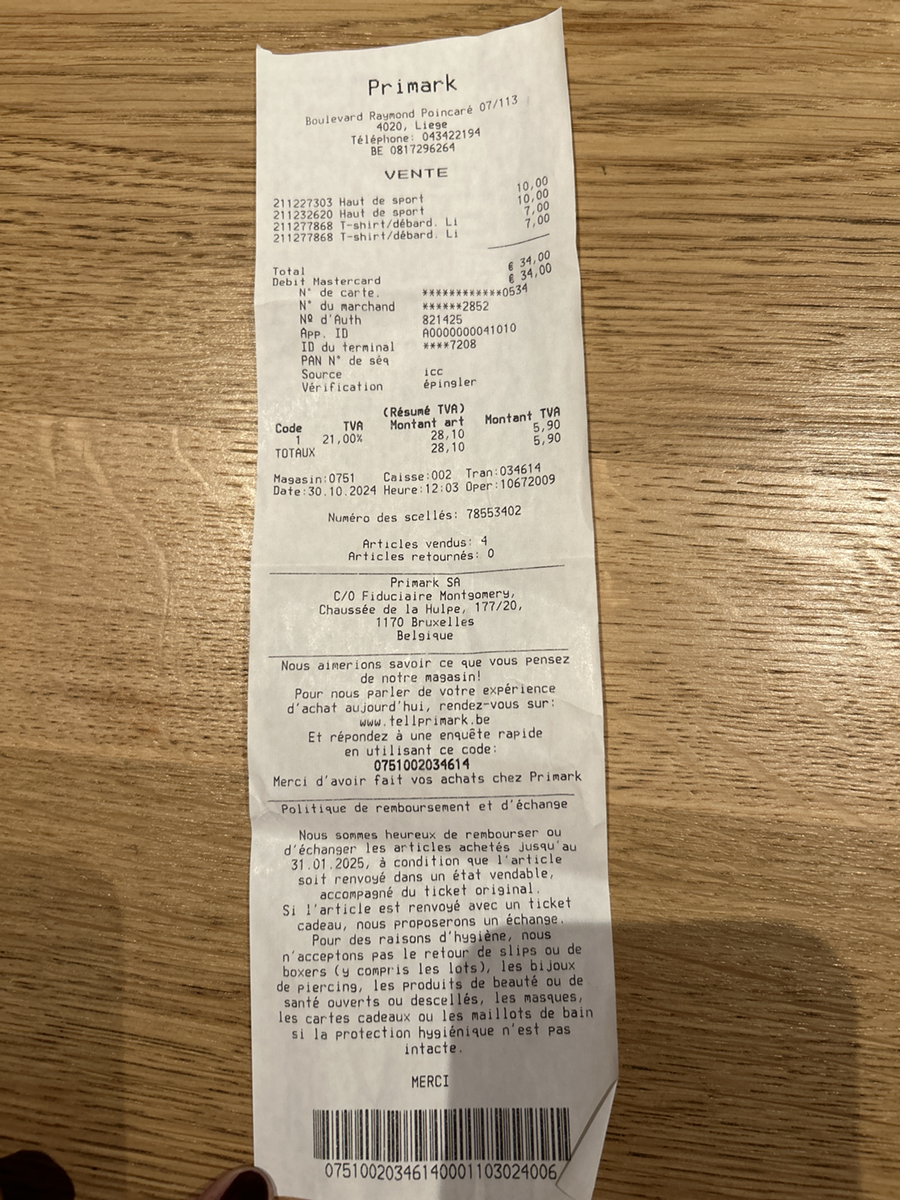 Primark
Boulevard Raymond Poincaré 07/113
4020, Liege
Téléphone: 043422194
BE 0817296264
VENTE
211227303 Haut de sport 10,00
211232620 Haut de sport 10,00
211277868 T-shirt/débard. Li 7,00
211277868 T-shirt/débard. Li 7,00
Total € 34,00
Debit Mastercard € 34,00
N° de carte. ************0534
N° du marchand ******2852
Nº d'Auth 821425
App. ID A0000000041010
ID du terminal ****7208
PAN N° de séq
Source icc
Vérification épingler
(Résumé TVA)
Code TVA Montant art Montant TVA
1 21,00% 28,10 5,90
TOTAUX 28,10 5,90
Magasin:0751 Caisse:002 Tran:034614
Date:30.10.2024 Heure:12:03 Oper:10672009
Numéro des scellés: 78553402
Articles vendus: 4
Articles retournés: 0
Primark SA
C/O Fiduciaire Montgomery,
Chaussée de la Hulpe, 177/20,
1170 Bruxelles
Belgique
Nous aimerions savoir ce que vous pensez
de notre magasin!
Pour nous parler de votre expérience
d'achat aujourd'hui, rendez-vous sur:
www.tellprimark.be
Et répondez à une enquête rapide
en utilisant ce code:
0751002034614
Merci d'avoir fait vos achats chez Primark
Politique de remboursement et d'échange
Nous sommes heureux de rembourser ou
d'échanger les articles achetés jusqu'au
31.01.2025, à condition que l'article
soit renvoyé dans un état vendable,
accompagné du ticket original.
Si l'article est renvoyé avec un ticket
cadeau, nous proposerons un échange.
Pour des raisons d'hygiène, nous
n'acceptons pas le retour de slips ou de
boxers (y compris les lots), les bijoux
de piercing, les produits de beauté ou de
santé ouverts ou descellés, les masques,
les cartes cadeaux ou les maillots de bain
si la protection hygiénique n'est pas
intacte.
MERCI
07510020346140001103024006